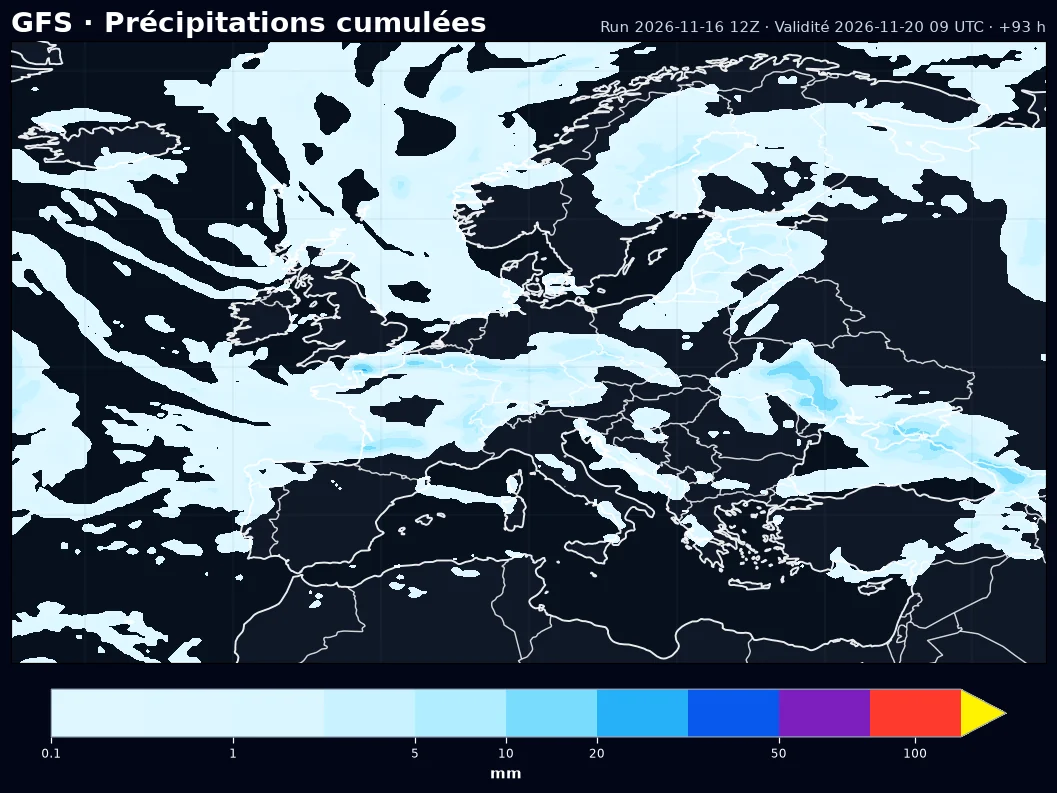 GFS · Précipitations cumulées
Run 2026-11-16 12Z · Validité 2026-11-20 09 UTC · +93 h
0.1 1 5 10 20 50 100
mm